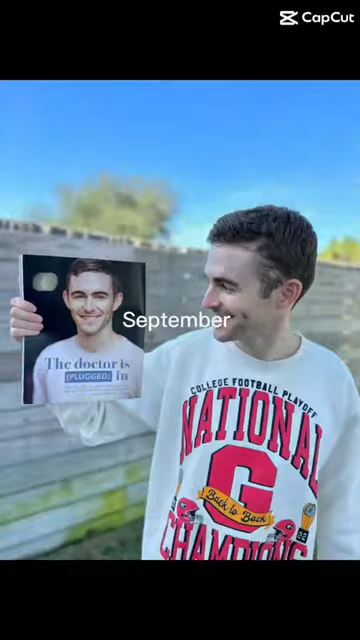 CapCut
September
The doctor is
[PLUGGED] in
COLLEGE FOOTBALL PLAYOFF
NATIONAL
G
Back to Back
CHAMPIONS